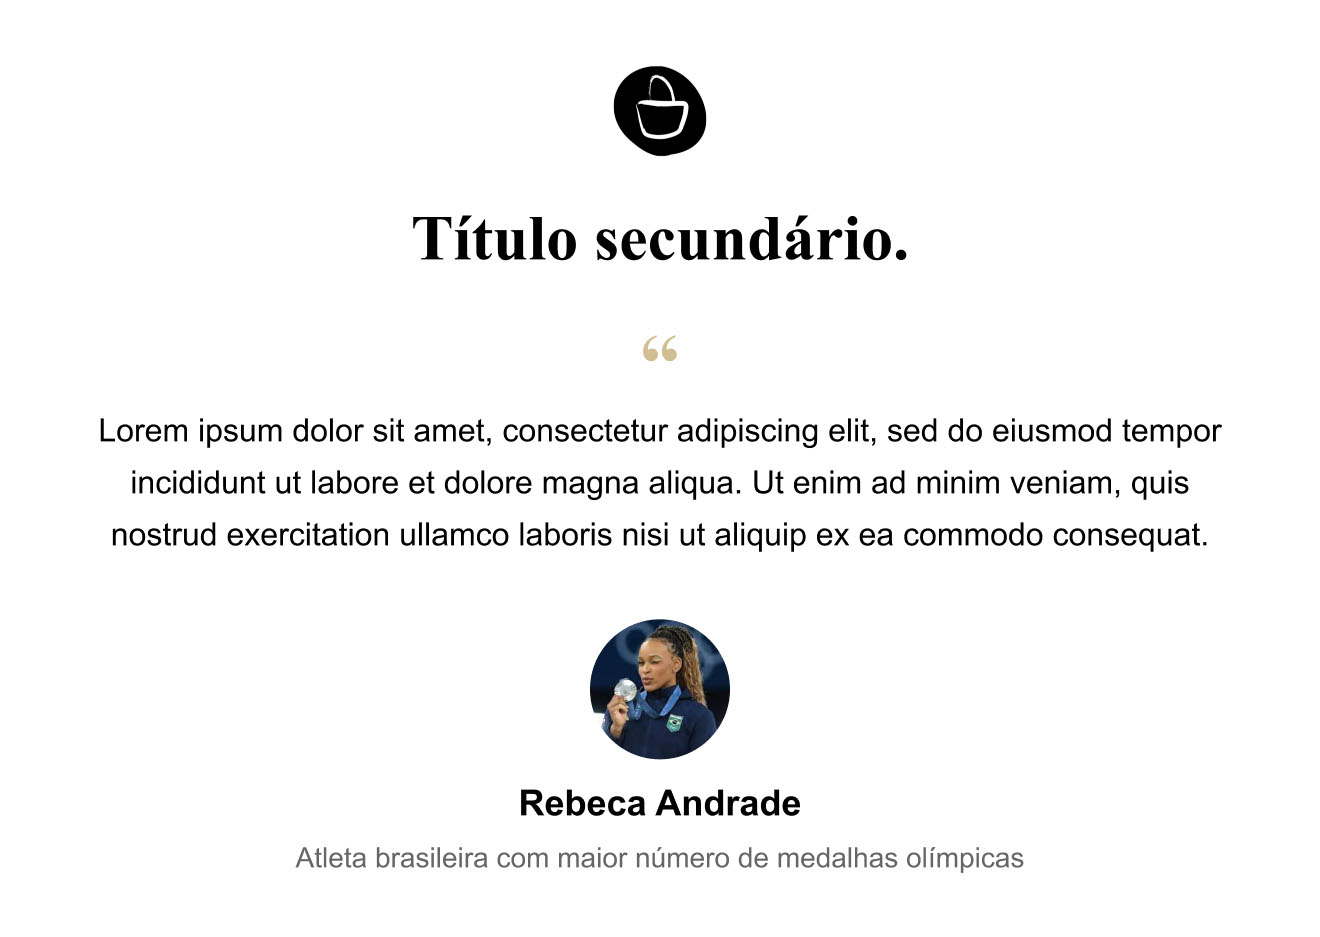 Título secundário.
“
Lorem ipsum dolor sit amet, consectetur adipiscing elit, sed do eiusmod tempor
incididunt ut labore et dolore magna aliqua. Ut enim ad minim veniam, quis
nostrud exercitation ullamco laboris nisi ut aliquip ex ea commodo consequat.
Rebeca Andrade
Atleta brasileira com maior número de medalhas olímpicas